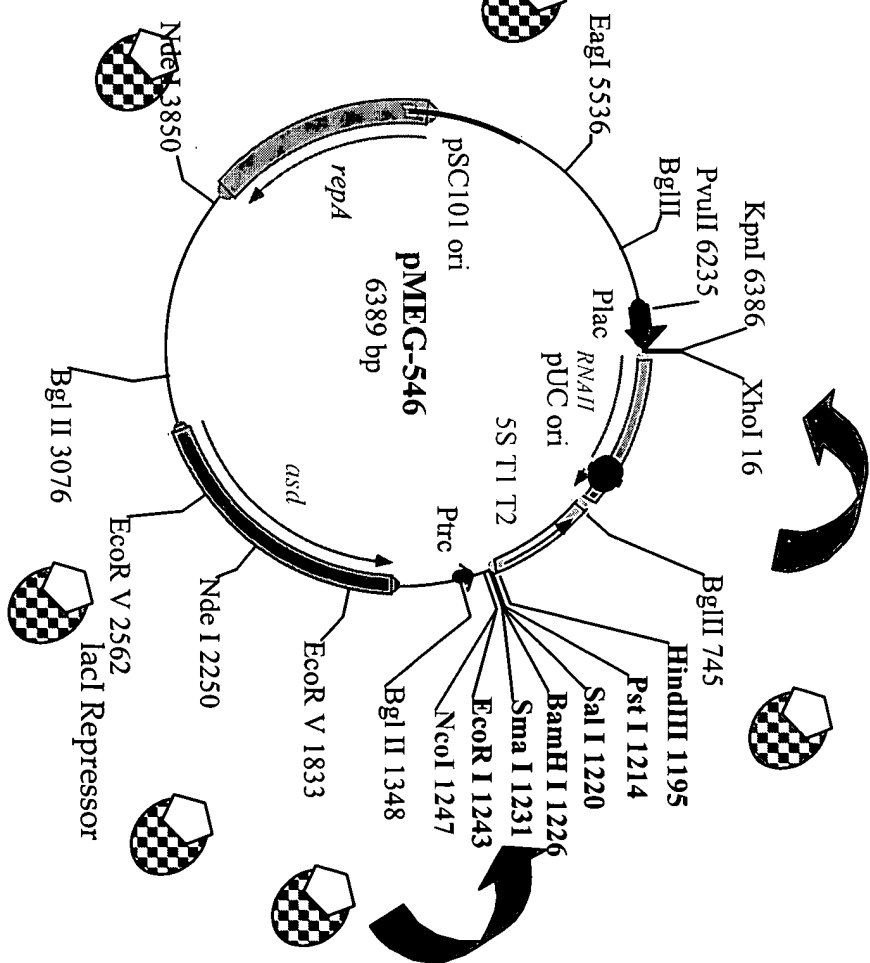 KpnI 6386
PvuII 6235
BglII
EagI 5536
XhoI 16
Plac
RNAII
pUC ori
5S T1 T2
BglII 745
HindIII 1195
Pst I 1214
Sal I 1220
BamH I 1226
Sma I 1231
EcoR I 1243
NcoI 1247
Bgl II 1348
Ptrc
EcoR V 1833
Nde I 2250
EcoR V 2562
asd
Bgl II 3076
Nde I 3850
repA
pSC101 ori
pMEG-546
6389 bp
lacI Repressor